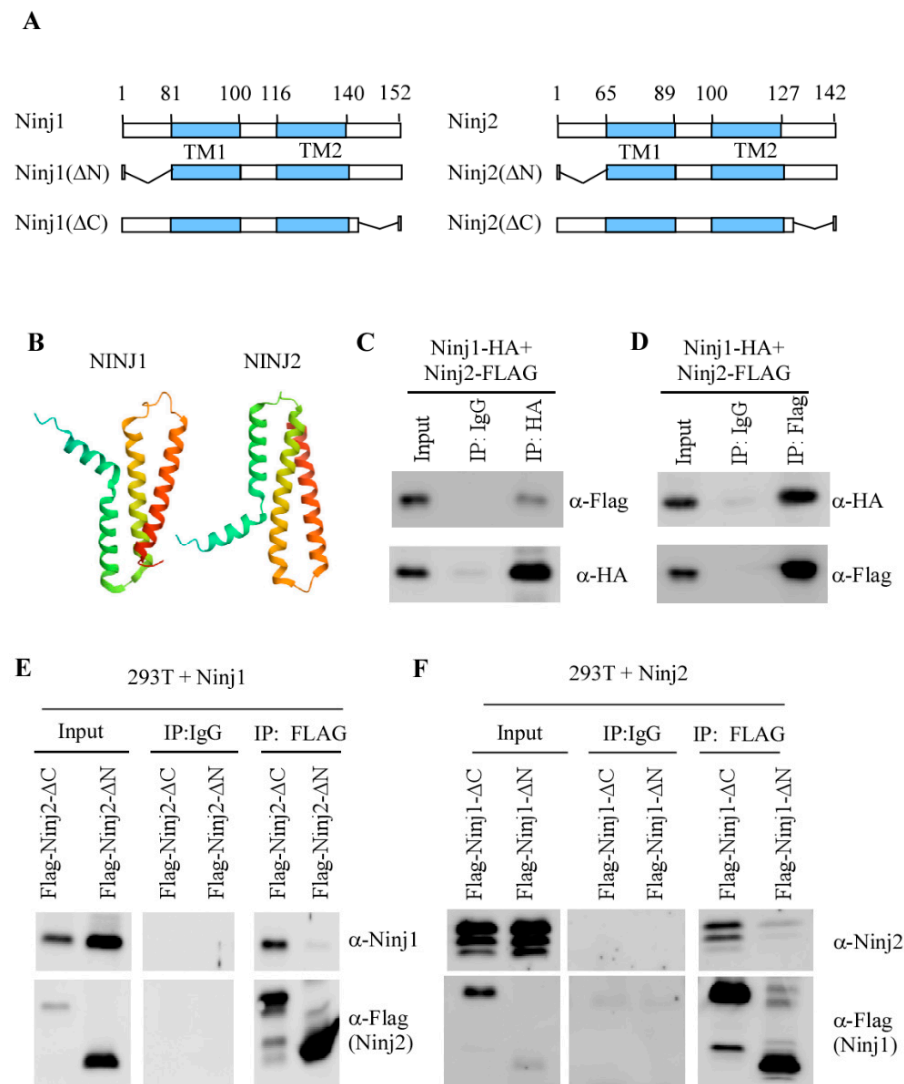 A
1 81 100 116 140 152
Ninj1
TM1 TM2
Ninj1(ΔN)
Ninj1(ΔC)
1 65 89 100 127 142
Ninj2
TM1 TM2
Ninj2(ΔN)
Ninj2(ΔC)
B
NINJ1 NINJ2
C
Ninj1-HA+
Ninj2-FLAG
Input
IP: IgG
IP: HA
α-Flag
α-HA
D
Ninj1-HA+
Ninj2-FLAG
Input
IP: IgG
IP: Flag
α-HA
α-Flag
E
293T + Ninj1
Input IP:IgG IP: FLAG
Flag-Ninj2-ΔC
Flag-Ninj2-ΔN
Flag-Ninj2-ΔC
Flag-Ninj2-ΔN
Flag-Ninj2-ΔC
Flag-Ninj2-ΔN
α-Ninj1
α-Flag
(Ninj2)
F
293T + Ninj2
Input IP:IgG IP: FLAG
Flag-Ninj1-ΔC
Flag-Ninj1-ΔN
Flag-Ninj1-ΔC
Flag-Ninj1-ΔN
Flag-Ninj1-ΔC
Flag-Ninj1-ΔN
α-Ninj2
α-Flag
(Ninj1)